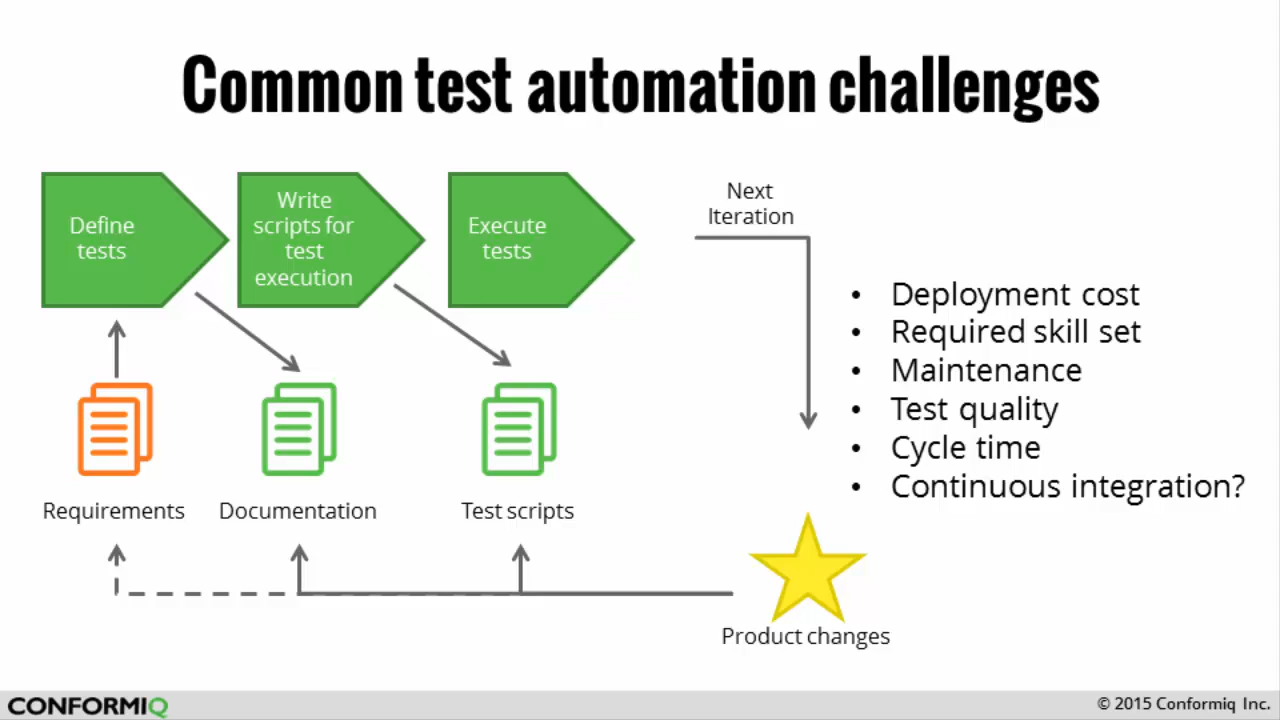 Common test automation challenges
Define
tests
Write
scripts for
test
execution
Execute
tests
Next
Iteration
• Deployment cost
• Required skill set
• Maintenance
• Test quality
• Cycle time
• Continuous integration?
Requirements
Documentation
Test scripts
Product changes
CONFORMIQ
© 2015 Conformiq Inc.